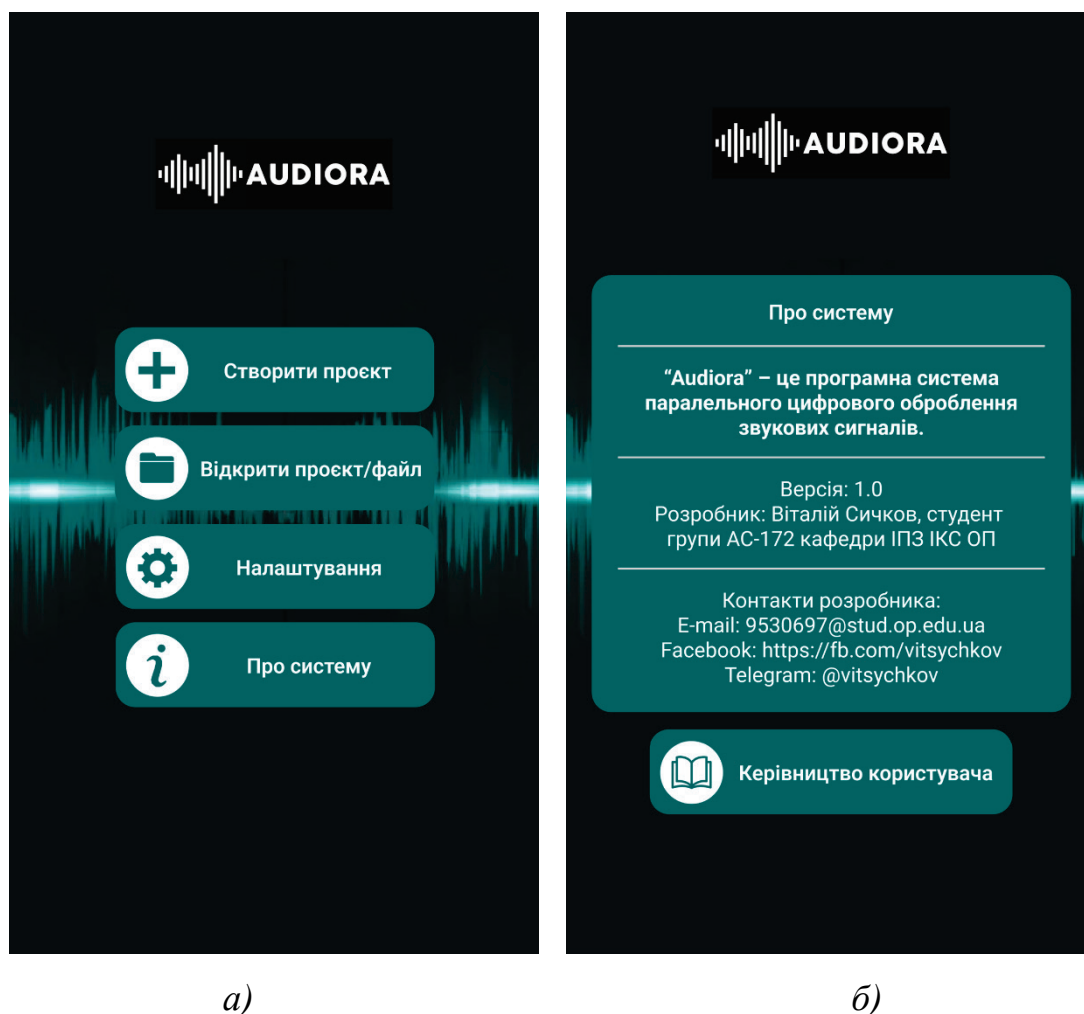 AUDIORA
Створити проєкт
Відкрити проєкт/файл
Налаштування
Про систему
а)
AUDIORA
Про систему
“Audiora” – це програмна система
паралельного цифрового оброблення
звукових сигналів.
Версія: 1.0
Розробник: Віталій Сичков, студент
групи АС-172 кафедри ІПЗ ІКС ОП
Контакти розробника:
E-mail: 9530697@stud.op.edu.ua
Facebook: https://fb.com/vitsychkov
Telegram: @vitsychkov
Керівництво користувача
б)